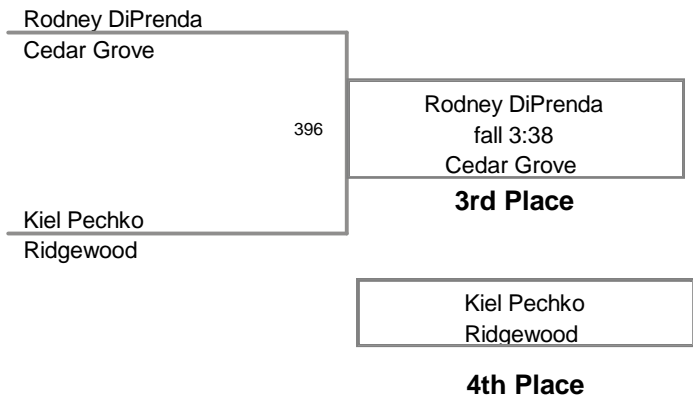 Rodney DiPrenda
Cedar Grove
396
Rodney DiPrenda
fall 3:38
Cedar Grove
3rd Place
Kiel Pechko
Ridgewood
Kiel Pechko
Ridgewood
4th Place